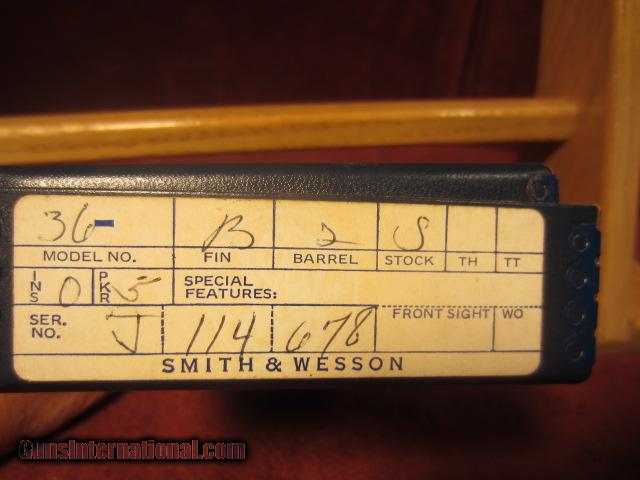 36- B 2 S
MODEL NO. FIN BARREL STOCK TH TT
INS O PKR 5 SPECIAL FEATURES:
SER. NO. J 114 678 FRONT SIGHT WO
SMITH & WESSON
GunsInternational.com